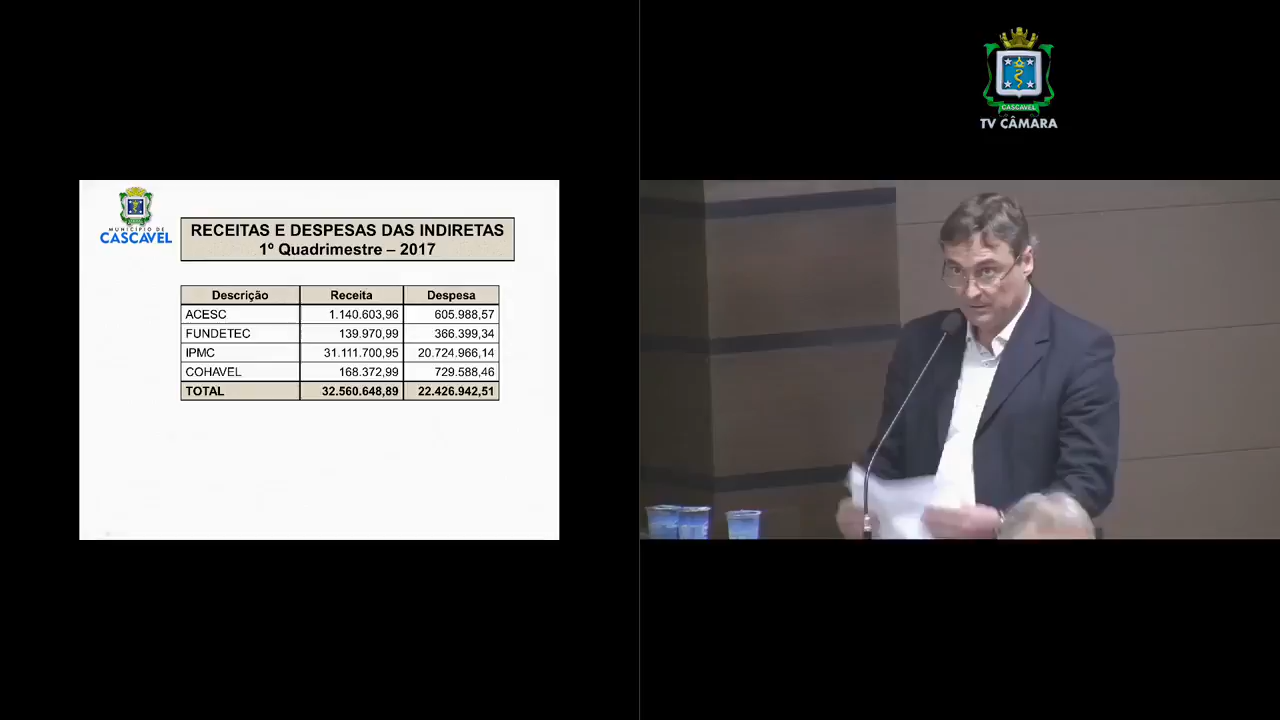 CASCAVEL
TV CÂMARA
MUNICÍPIO DE
CASCAVEL
RECEITAS E DESPESAS DAS INDIRETAS
1º Quadrimestre – 2017
Descrição Receita Despesa
ACESC 1.140.603,96 605.988,57
FUNDETEC 139.970,99 366.399,34
IPMC 31.111.700,95 20.724.966,14
COHAVEL 168.372,99 729.588,46
TOTAL 32.560.648,89 22.426.942,51